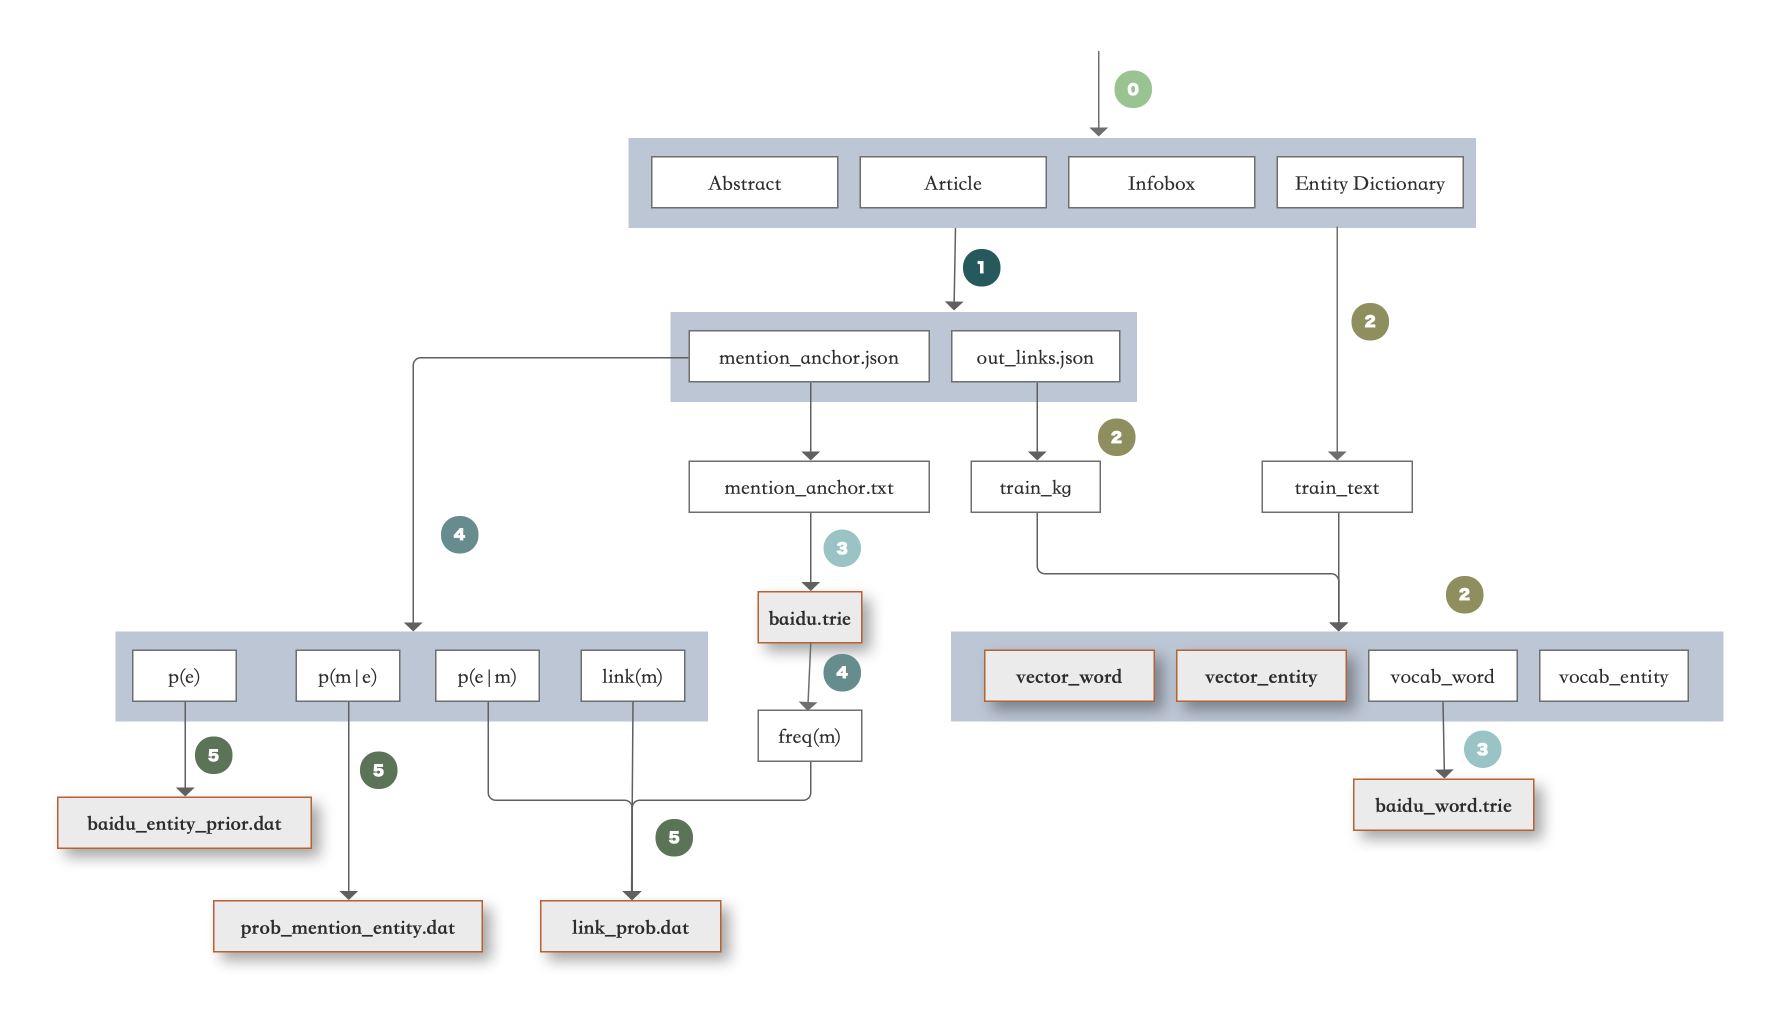 0
Abstract
Article
Infobox
Entity Dictionary
1
2
mention_anchor.json
out_links.json
2
mention_anchor.txt
train_kg
train_text
4
3
baidu.trie
2
p(e)
p(m|e)
p(e|m)
link(m)
4
vector_word
vector_entity
vocab_word
vocab_entity
freq(m)
5
5
3
baidu_entity_prior.dat
5
baidu_word.trie
prob_mention_entity.dat
link_prob.dat